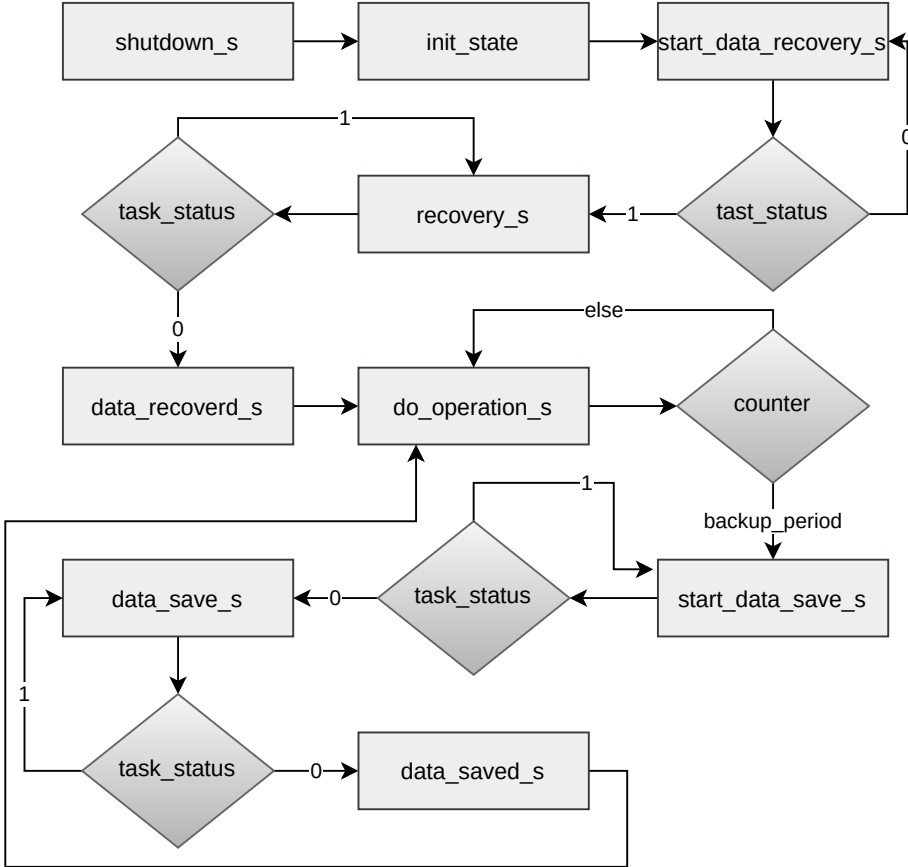 shutdown_s
init_state
start_data_recovery_s
1
0
task_status
recovery_s
1
tast_status
0
else
data_recoverd_s
do_operation_s
counter
1
backup_period
data_save_s
0
task_status
start_data_save_s
1
task_status
0
data_saved_s